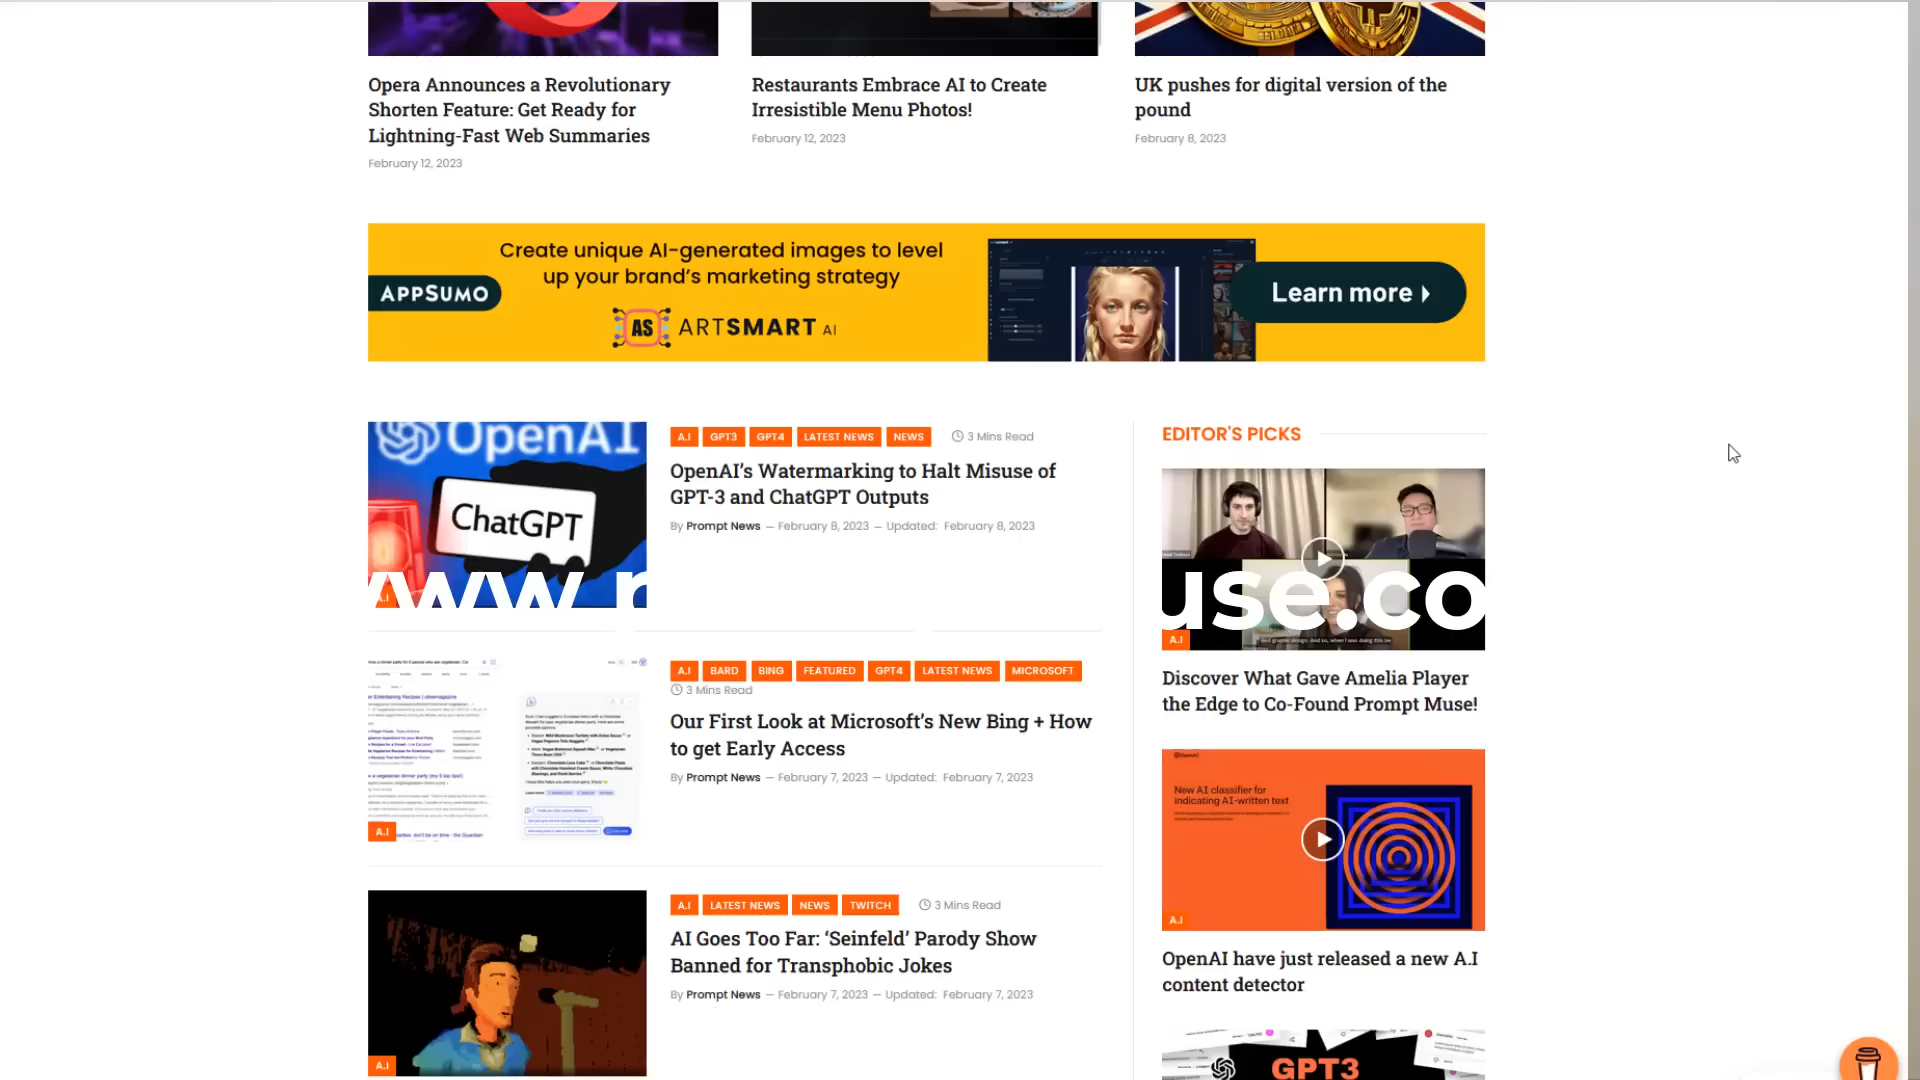 Opera Announces a Revolutionary
Shorten Feature: Get Ready for
Lightning-Fast Web Summaries
February 12, 2023
Restaurants Embrace AI to Create
Irresistible Menu Photos!
February 12, 2023
UK pushes for digital version of the
pound
February 8, 2023
APPSUMO
Create unique AI-generated images to level
up your brand's marketing strategy
AS ARTSMART AI
Learn more
OpenAI
ChatGPT
A.I
www.
A.I GPT3 GPT4 LATEST NEWS NEWS 3 Mins Read
OpenAI's Watermarking to Halt Misuse of
GPT-3 and ChatGPT Outputs
By Prompt News — February 8, 2023 — Updated: February 8, 2023
A.I
A.I BARD BING FEATURED GPT4 LATEST NEWS MICROSOFT
3 Mins Read
Our First Look at Microsoft's New Bing + How
to get Early Access
By Prompt News — February 7, 2023 — Updated: February 7, 2023
A.I
A.I LATEST NEWS NEWS TWITCH 3 Mins Read
AI Goes Too Far: 'Seinfeld' Parody Show
Banned for Transphobic Jokes
By Prompt News — February 7, 2023 — Updated: February 7, 2023
EDITOR'S PICKS
use.co
A.I
Discover What Gave Amelia Player
the Edge to Co-Found Prompt Muse!
OpenAI
New AI classifier for
indicating AI-written text
A.I
OpenAI have just released a new A.I
content detector
GPT3